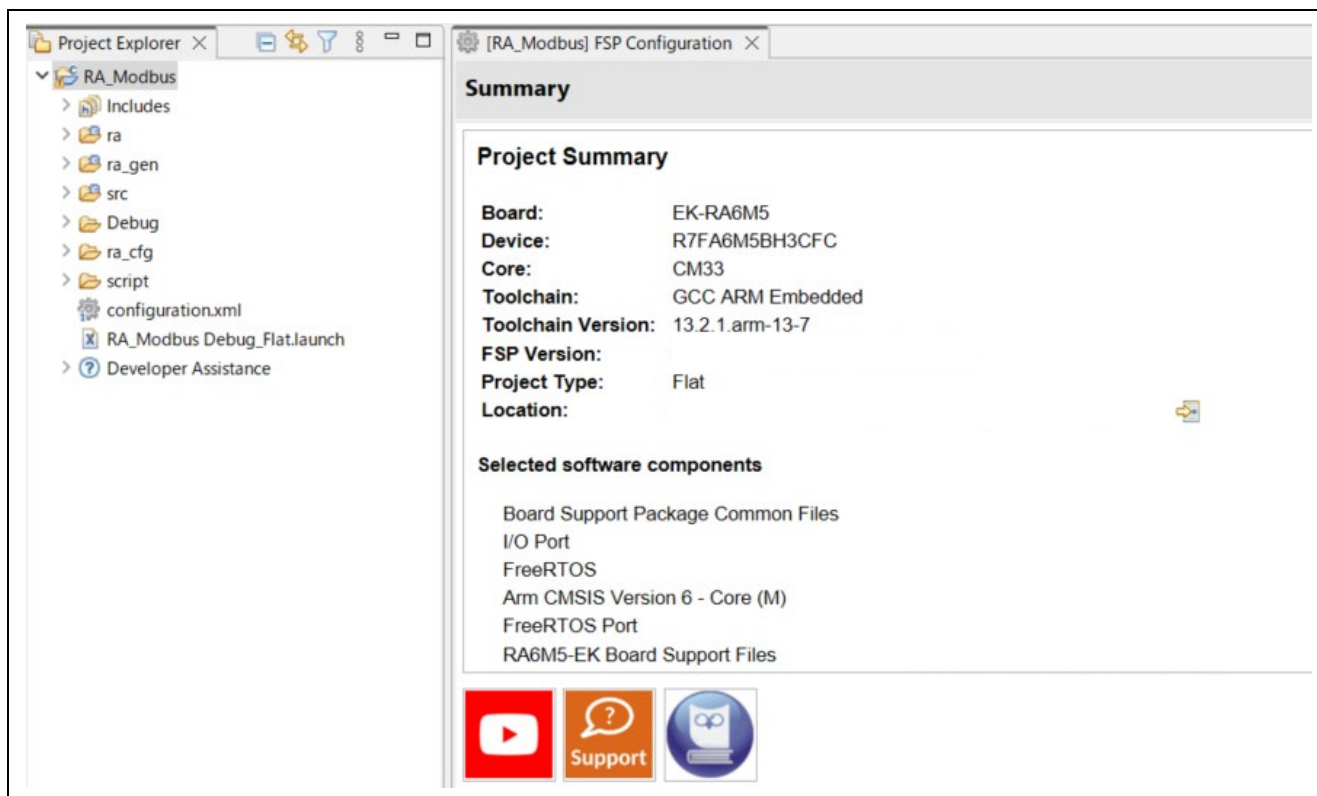 Project Explorer
RA_Modbus
Includes
ra
ra_gen
src
Debug
ra_cfg
script
configuration.xml
RA_Modbus Debug_Flat.launch
Developer Assistance
[RA_Modbus] FSP Configuration
Summary
Project Summary
Board: EK-RA6M5
Device: R7FA6M5BH3CFC
Core: CM33
Toolchain: GCC ARM Embedded
Toolchain Version: 13.2.1.arm-13-7
FSP Version:
Project Type: Flat
Location:
Selected software components
Board Support Package Common Files
I/O Port
FreeRTOS
Arm CMSIS Version 6 - Core (M)
FreeRTOS Port
RA6M5-EK Board Support Files
Support